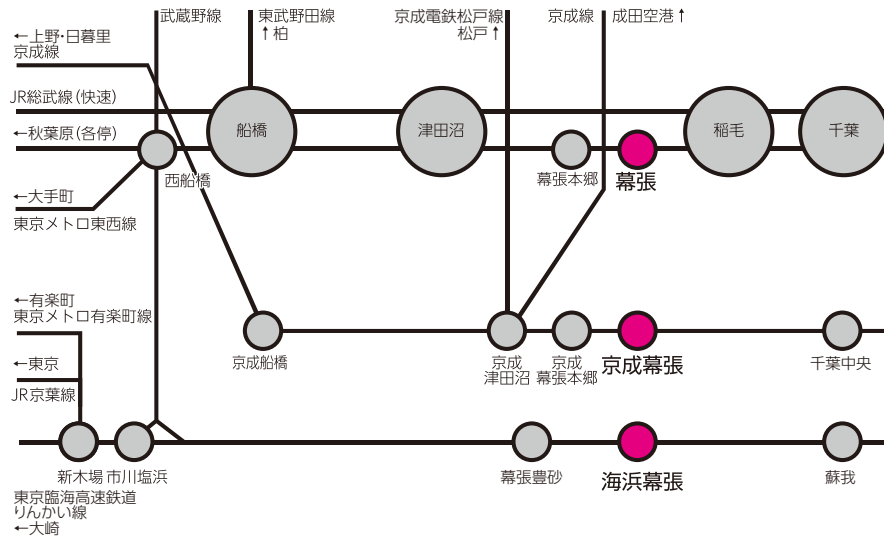 武蔵野線
東武野田線
↑柏
京成電鉄松戸線
松戸↑
京成線
成田空港↑
←上野・日暮里
京成線
JR総武線(快速)
←秋葉原(各停)
船橋
津田沼
稲毛
千葉
西船橋
幕張本郷
幕張
←大手町
東京メトロ東西線
←有楽町
東京メトロ有楽町線
←東京
JR京葉線
京成船橋
京成
津田沼
京成
幕張本郷
京成幕張
千葉中央
新木場
市川塩浜
幕張豊砂
海浜幕張
蘇我
東京臨海高速鉄道
りんかい線
←大崎